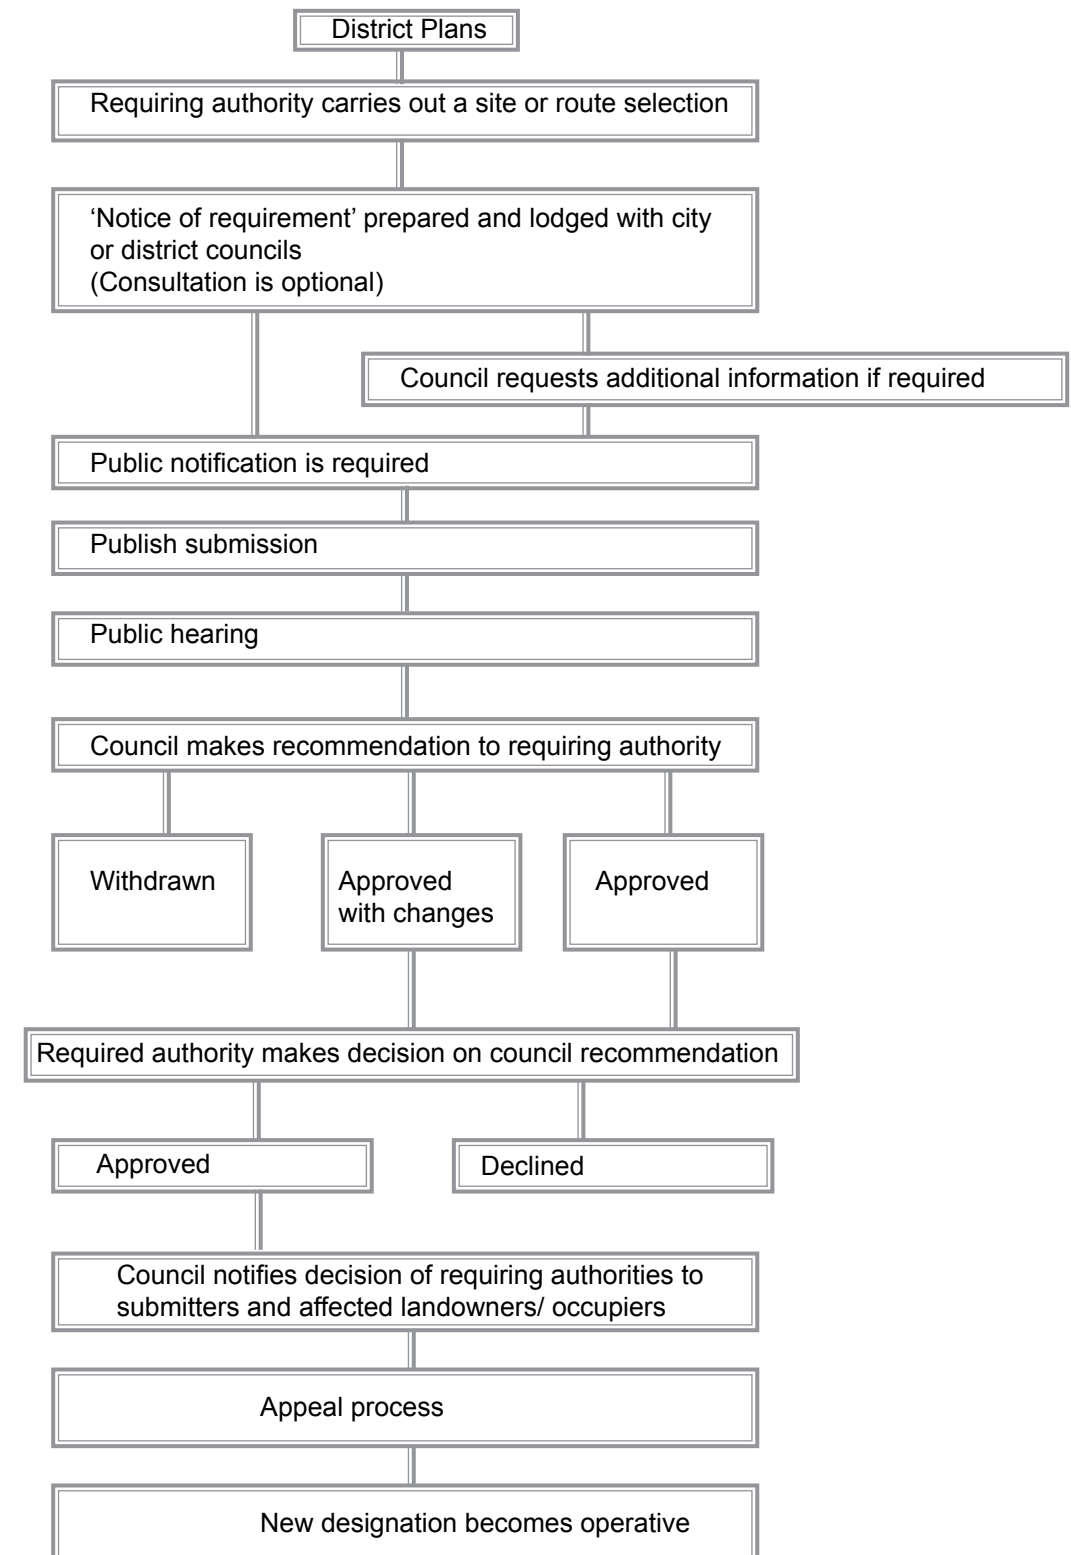 District Plans
Requiring authority carries out a site or route selection
‘Notice of requirement’ prepared and lodged with city
or district councils
(Consultation is optional)
Council requests additional information if required
Public notification is required
Publish submission
Public hearing
Council makes recommendation to requiring authority
Withdrawn
Approved
with changes
Approved
Required authority makes decision on council recommendation
Approved
Declined
Council notifies decision of requiring authorities to
submitters and affected landowners/ occupiers
Appeal process
New designation becomes operative